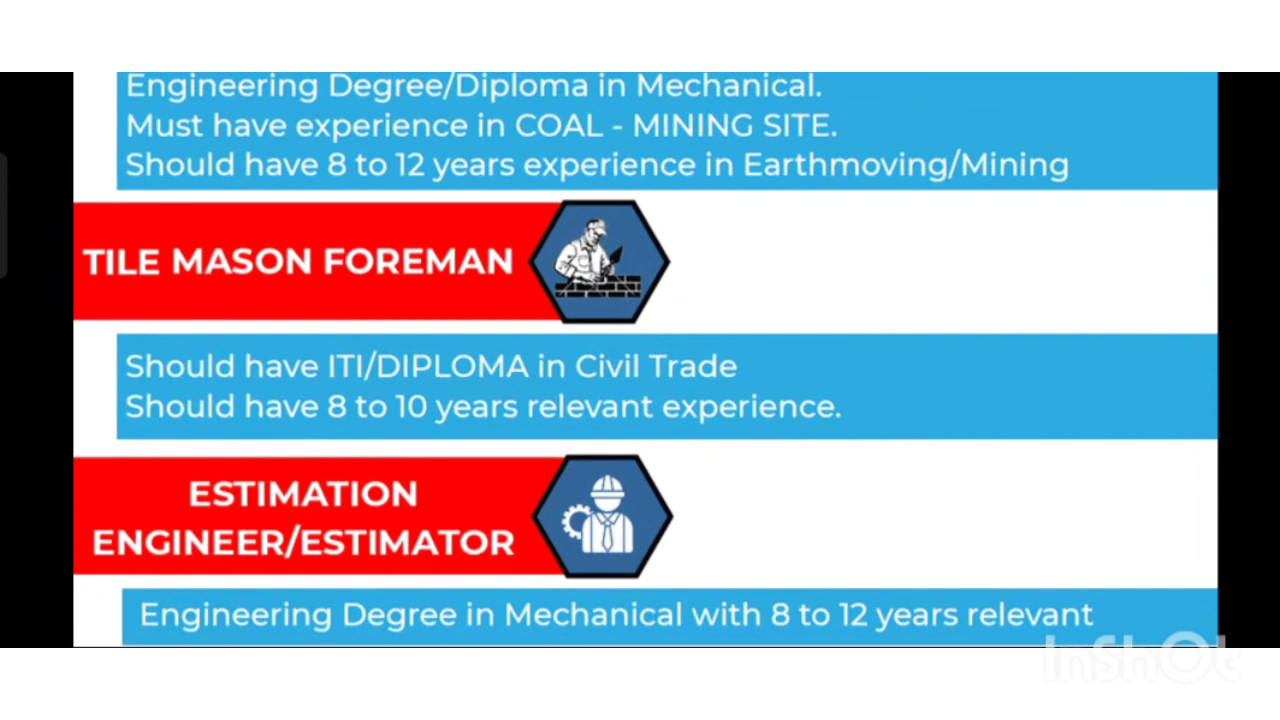 Engineering Degree/Diploma in Mechanical.
Must have experience in COAL - MINING SITE.
Should have 8 to 12 years experience in Earthmoving/Mining
TILE MASON FOREMAN
Should have ITI/DIPLOMA in Civil Trade
Should have 8 to 10 years relevant experience.
ESTIMATION
ENGINEER/ESTIMATOR
Engineering Degree in Mechanical with 8 to 12 years relevant
InShOt